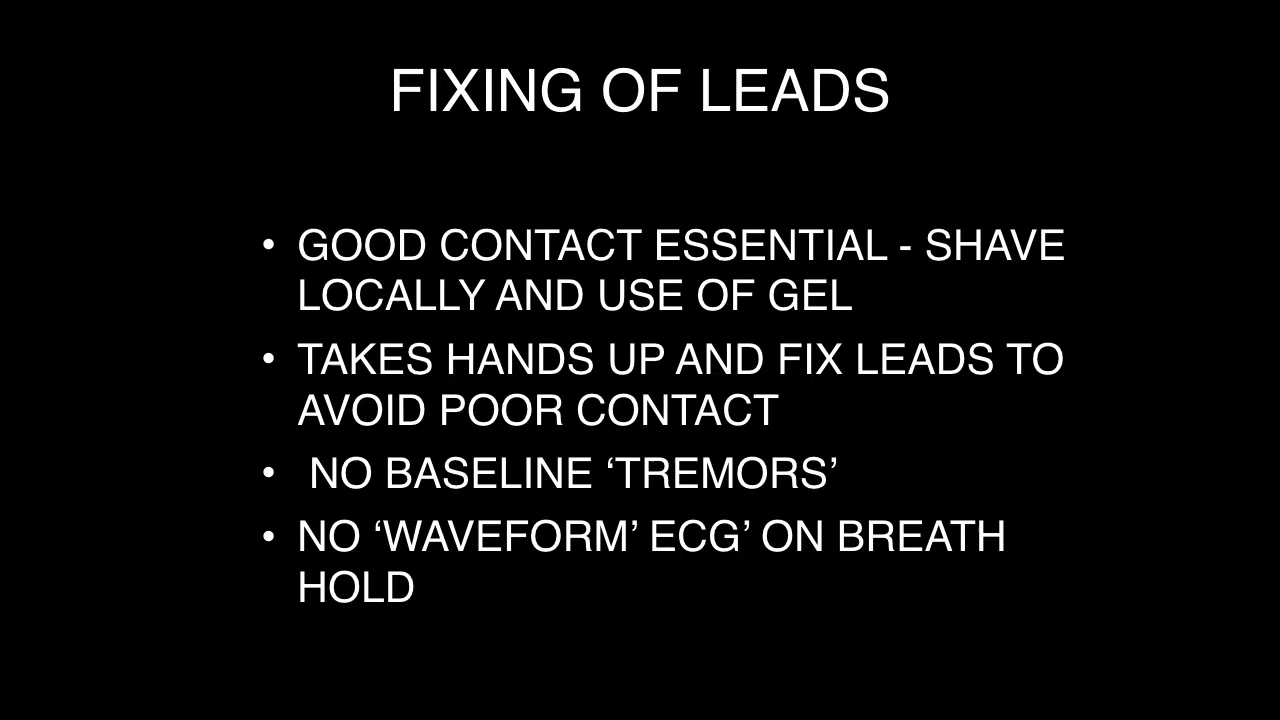 FIXING OF LEADS
• GOOD CONTACT ESSENTIAL - SHAVE
LOCALLY AND USE OF GEL
• TAKES HANDS UP AND FIX LEADS TO
AVOID POOR CONTACT
• NO BASELINE ‘TREMORS’
• NO ‘WAVEFORM’ ECG’ ON BREATH
HOLD